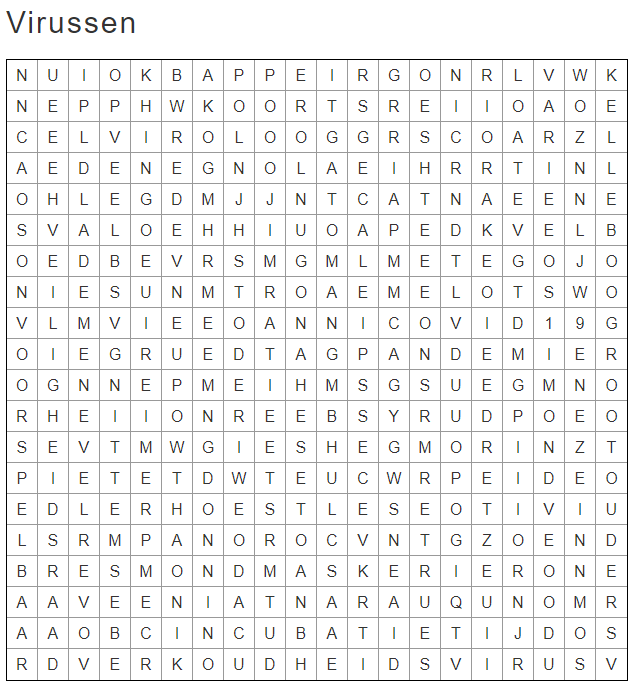 Virussen
N U I O K B A P P E I R G O N R L V W K
N E P P H W K O O R T S R E I I O A O E
C E L V I R O L O O G G R S C O A R Z L
A E D E N E G N O L A E I H R R T I N L
O H L E G D M J J N T C A T N A E E N E
S V A L O E H H I U O A P E D K V E L B
O E D B E V R S M G M L M E T E G O J O
N I E S U N M T R O A E M E L O T S W O
V L M V I E E O A N N I C O V I D 1 9 G
O I E G R U E D T A G P A N D E M I E R
O G N N E P M E I H M S G S U E G M N O
R H E I I O N R E E B S Y R U D P O E O
S E V T M W G I E S H E G M O R I N Z T
P I E T E T D W T E U C W R P E I D E O
E D L E R H O E S T L E S E O T I V I U
L S R M P A N O R O C V N T G Z O E N D
B R E S M O N D M A S K E R I E R O N E
A A V E E N I A T N A R A U Q U N O M R
A A O B C I N C U B A T I E T I J D O S
R D V E R K O U D H E I D S V I R U S V